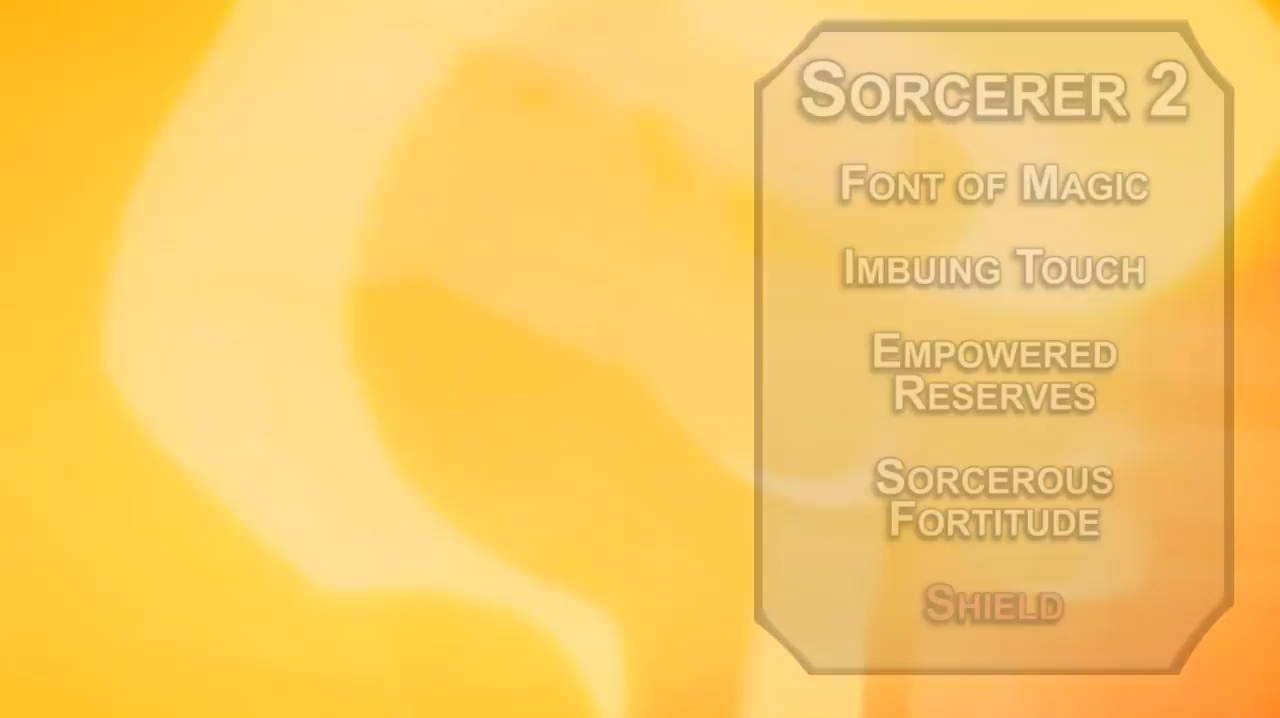 Sorcerer 2
Font of Magic
Imbuing Touch
Empowered
Reserves
Sorcerous
Fortitude
Shield